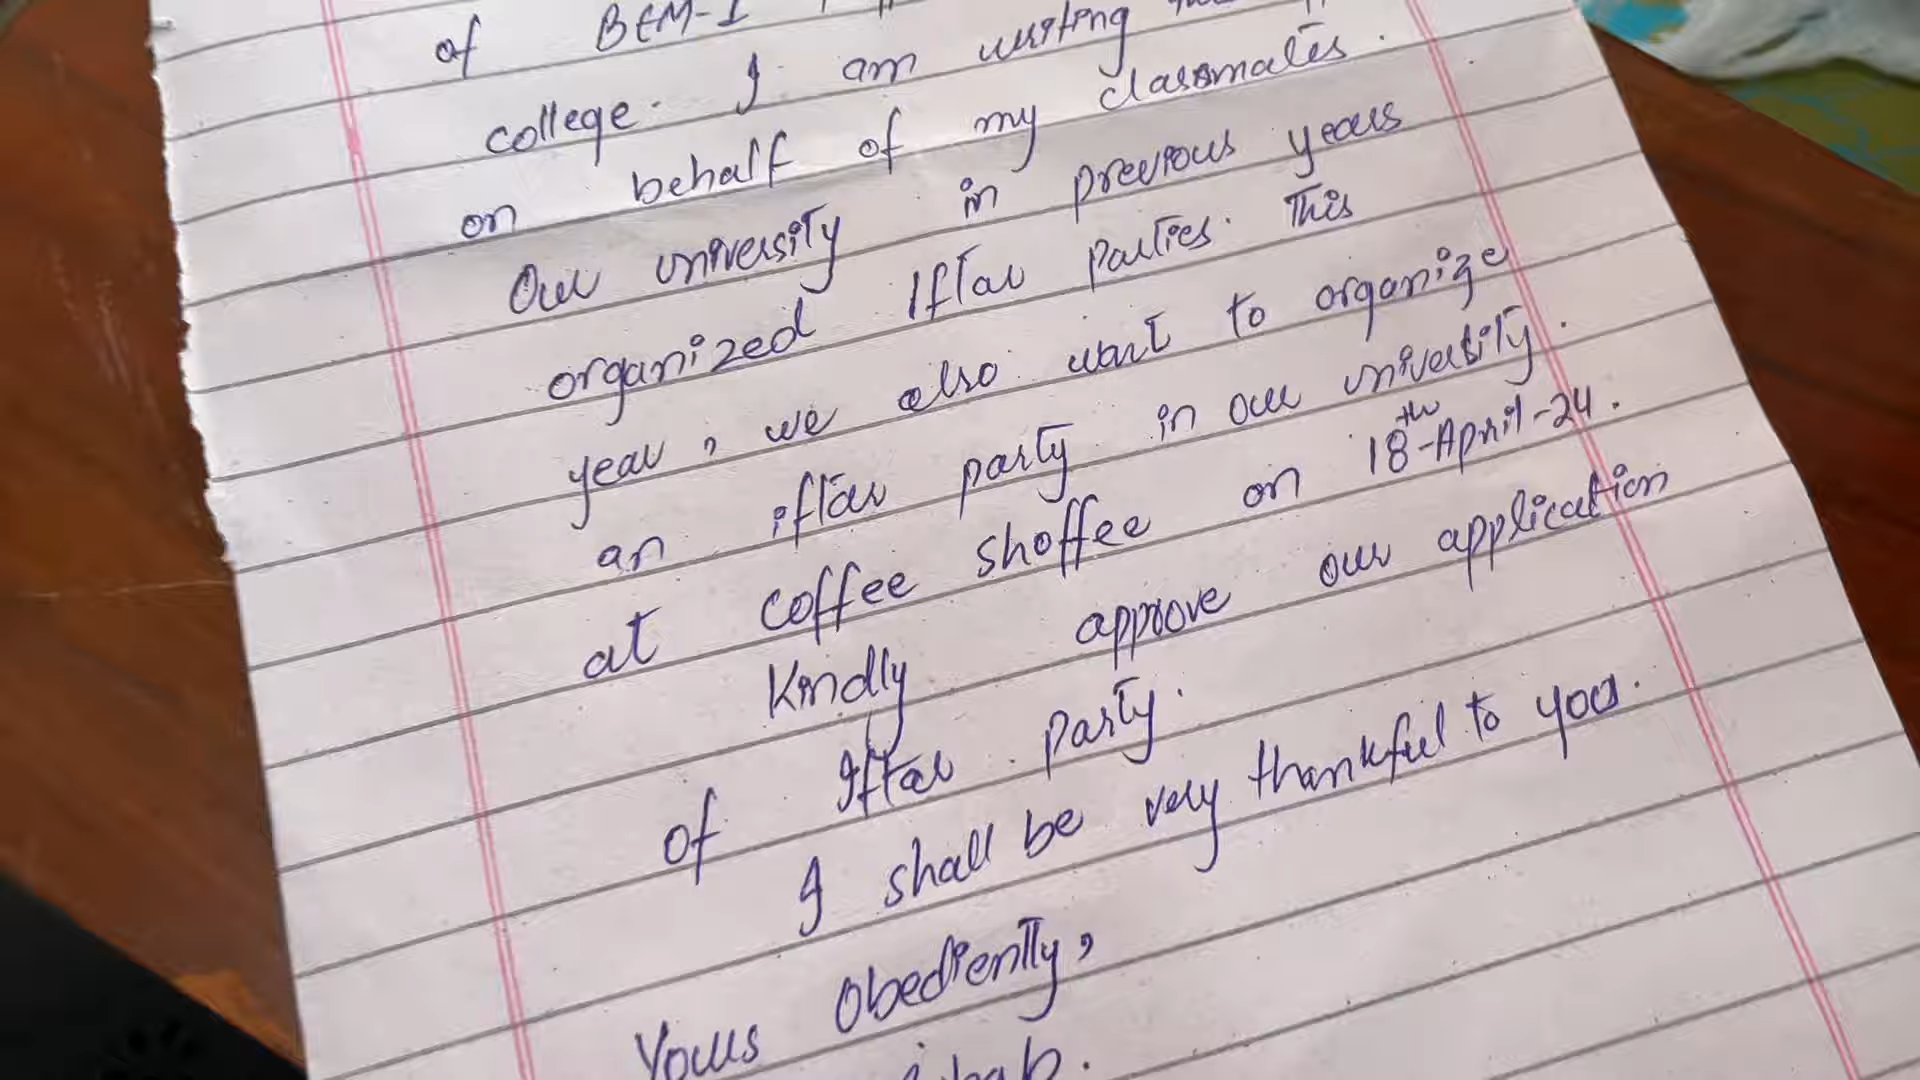 of BEM-I
college. I am writing
on behalf of my classmates.
Our university in previous years
organized Iftar Parties. This
year, we also want to organize
an iftar party in our university.
at coffee shoffee on 18th-April-24.
Kindly approve our application
of Iftar party.
I shall be very thankful to you.
Yours Obediently,